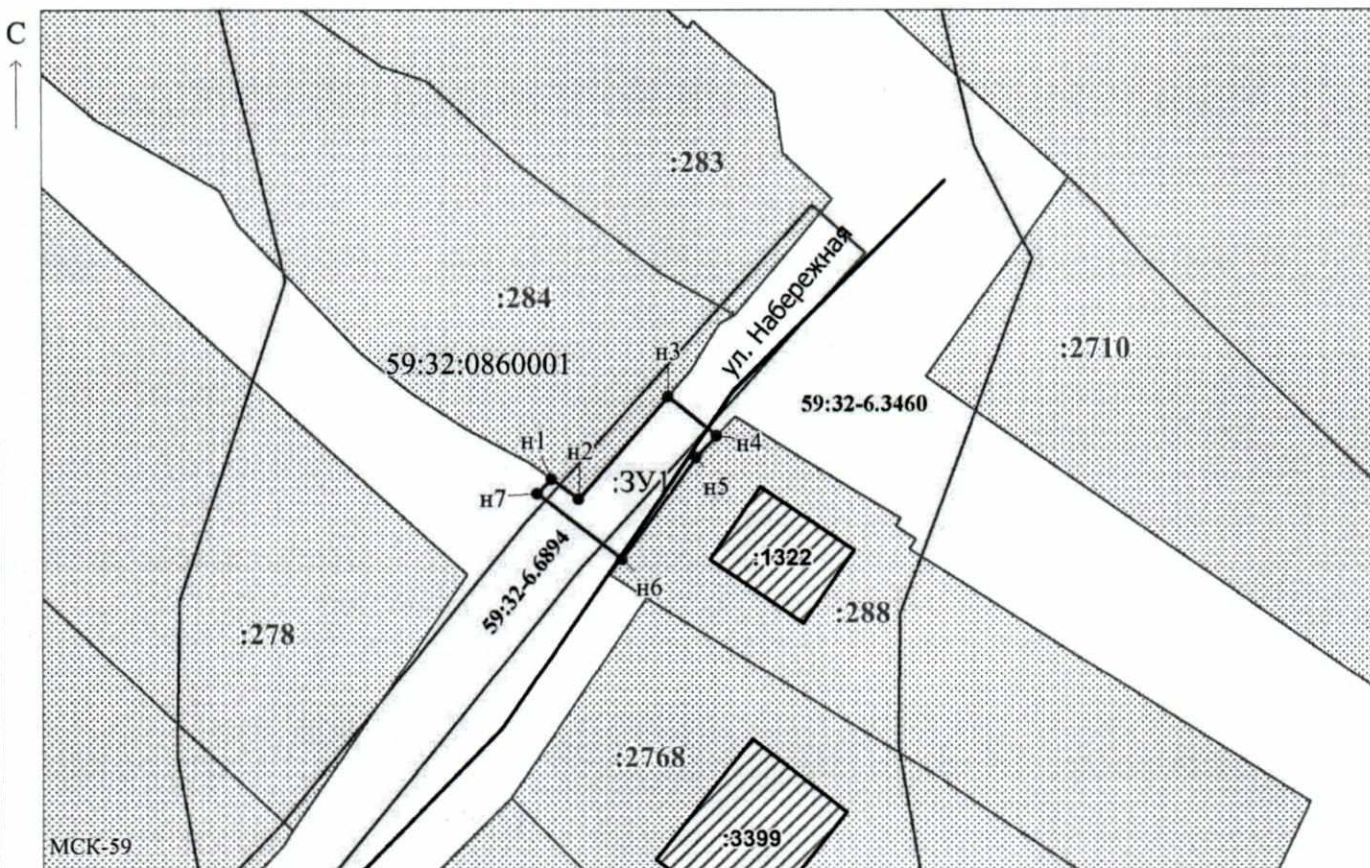 С
:283
ул. Набережная
:284
:2710
н3
59:32:0860001
59:32-6.3460
н1
н2
н4
:ЗУ1
н5
н7
59:32-6.6894
:1322
н6
:288
:278
:2768
:3399
МСК-59